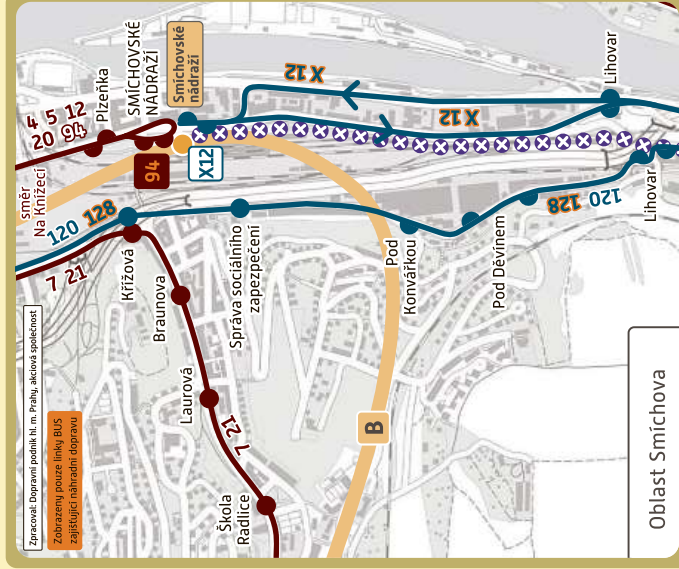 Zpracoval: Dopravní podnik hl. m. Prahy, akciová společnost
Zobrazeny pouze linky BUS
zajišťující náhradní dopravu
směr
Na Knížecí
4 5 12
20 94
Plzeňka
SMÍCHOVSKÉ
NÁDRAŽÍ
Smíchovské
nádraží
94
X12
X12
X12
Lihovar
120 128
7 21
Křížová
Braunova
Správa sociálního
zapezpečení
Laurová
7 21
Škola
Radlice
Pod
Konvářkou
Pod Děvínem
120 128
Lihovar
B
Oblast Smíchova